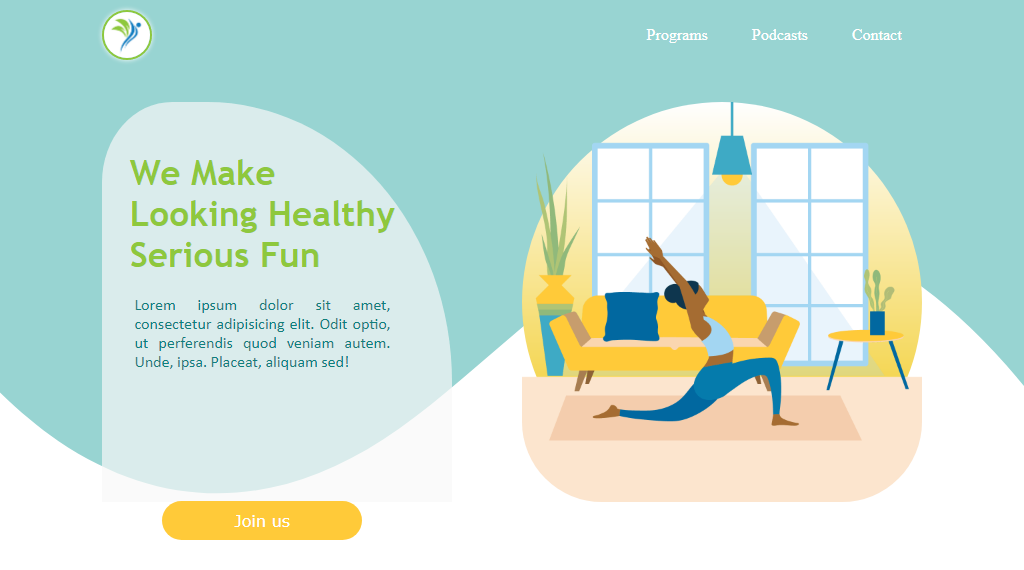 Programs
Podcasts
Contact
We Make
Looking Healthy
Serious Fun
Lorem ipsum dolor sit amet,
consectetur adipisicing elit. Odit optio,
ut perferendis quod veniam autem.
Unde, ipsa. Placeat, aliquam sed!
Join us